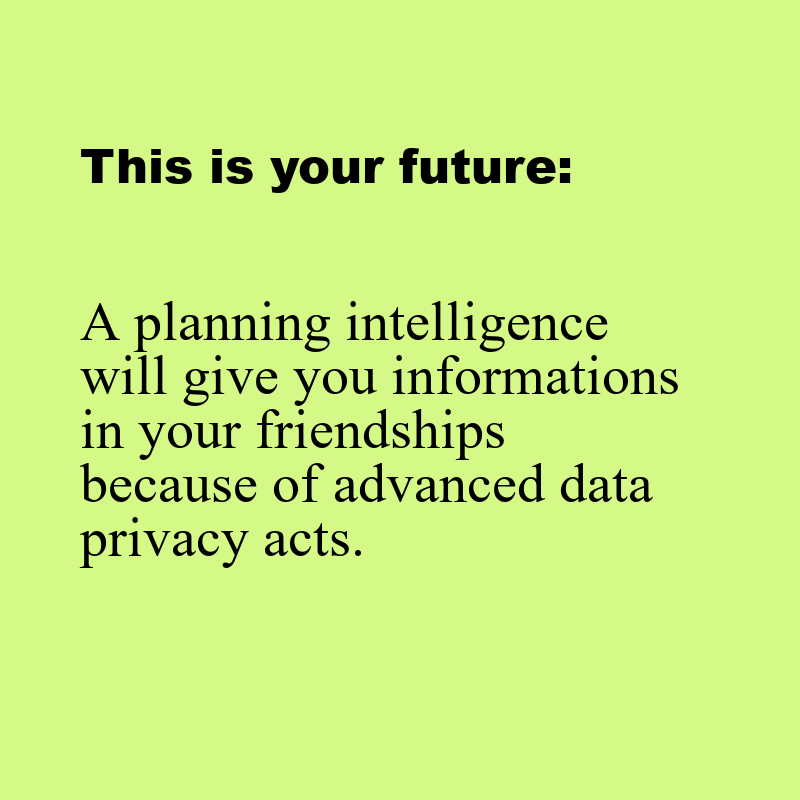 This is your future:
A planning intelligence
will give you informations
in your friendships
because of advanced data
privacy acts.